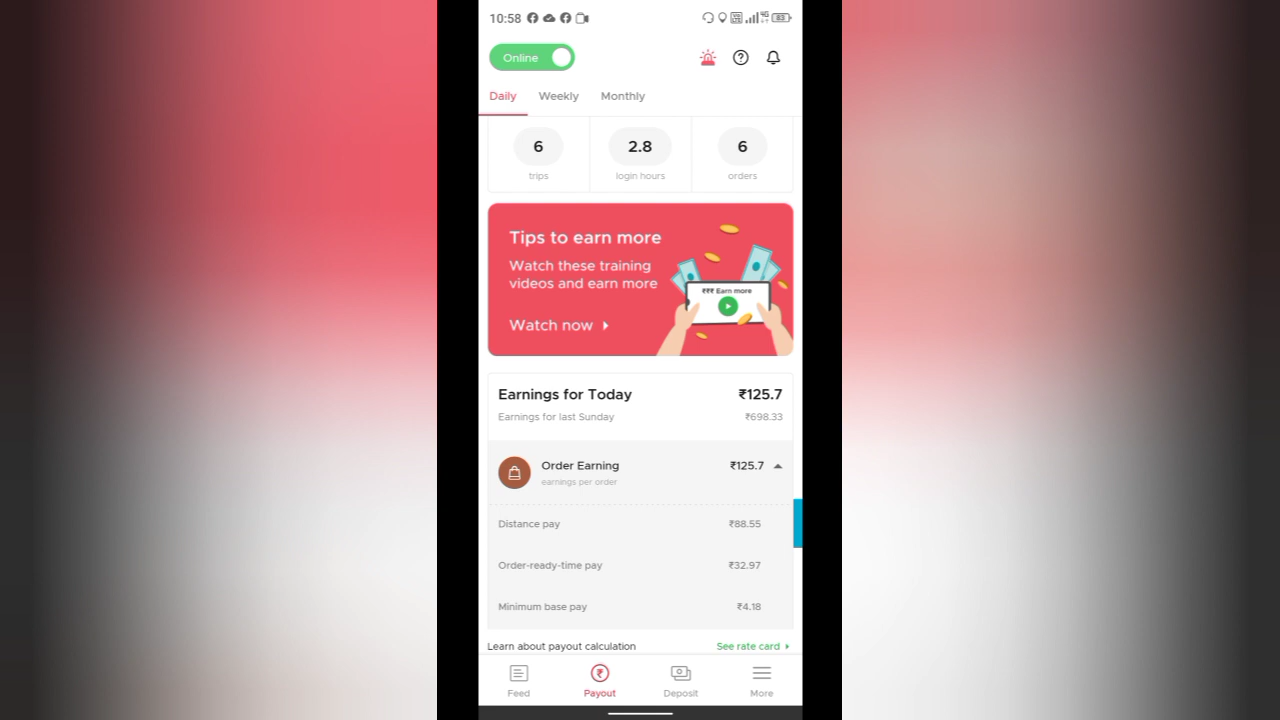 10:58
83
Online
Daily Weekly Monthly
6 2.8 6
trips login hours orders
Tips to earn more
Watch these training
videos and earn more
₹₹₹ Earn more
Watch now
Earnings for Today ₹125.7
Earnings for last Sunday ₹698.33
Order Earning ₹125.7
earnings per order
Distance pay ₹88.55
Order-ready-time pay ₹32.97
Minimum base pay ₹4.18
Learn about payout calculation See rate card
Feed Payout Deposit More